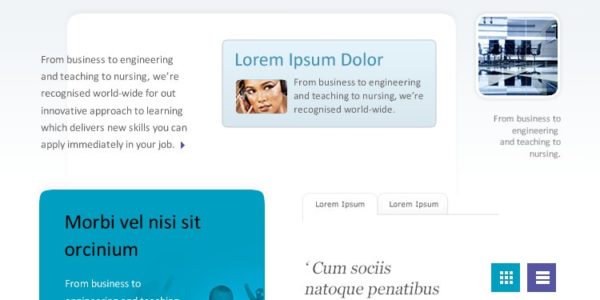 From business to engineering
and teaching to nursing, we're
recognised world-wide for out
innovative approach to learning
which delivers new skills you can
apply immediately in your job.
Lorem Ipsum Dolor
From business to engineering
and teaching to nursing, we're
recognised world-wide.
From business to
engineering
and teaching to
nursing.
Morbi vel nisi sit
orcinium
From business to
engineering and teaching
Lorem Ipsum
Lorem Ipsum
‘ Cum sociis
natoque penatibus